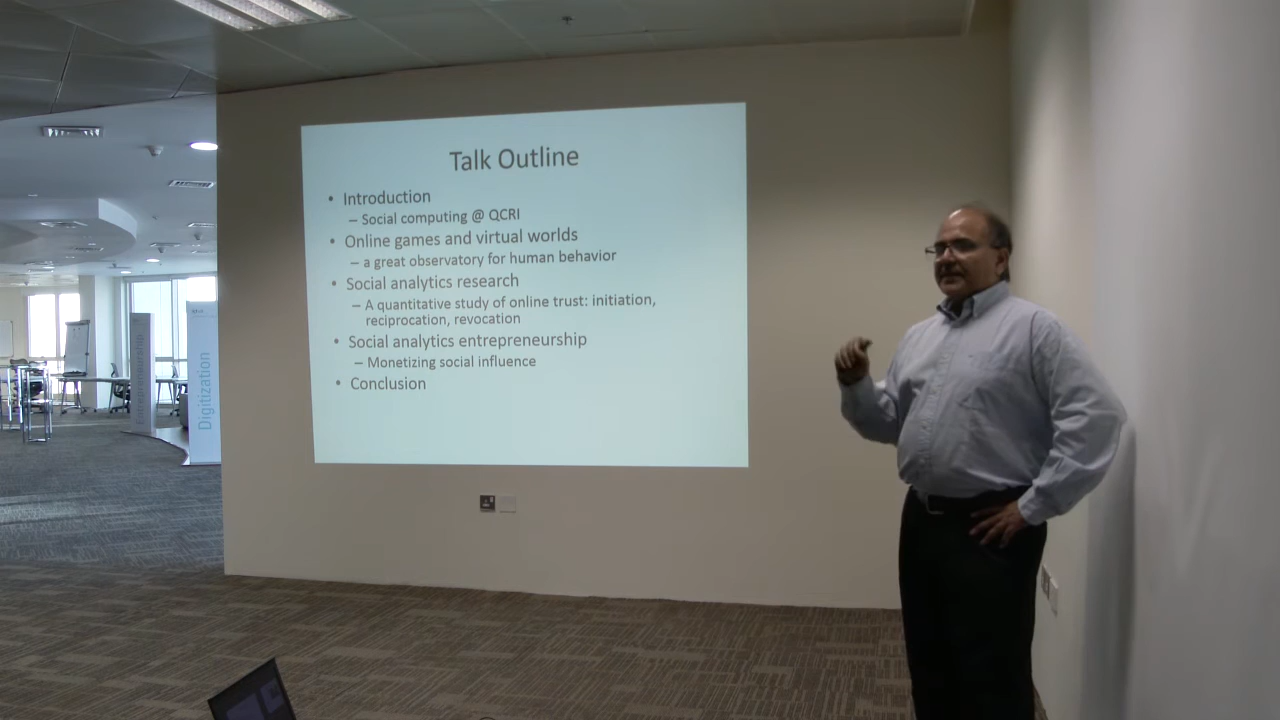 Talk Outline
• Introduction
– Social computing @ QCRI
• Online games and virtual worlds
– a great observatory for human behavior
• Social analytics research
– A quantitative study of online trust: initiation,
reciprocation, revocation
• Social analytics entrepreneurship
– Monetizing social influence
• Conclusion
Digitization